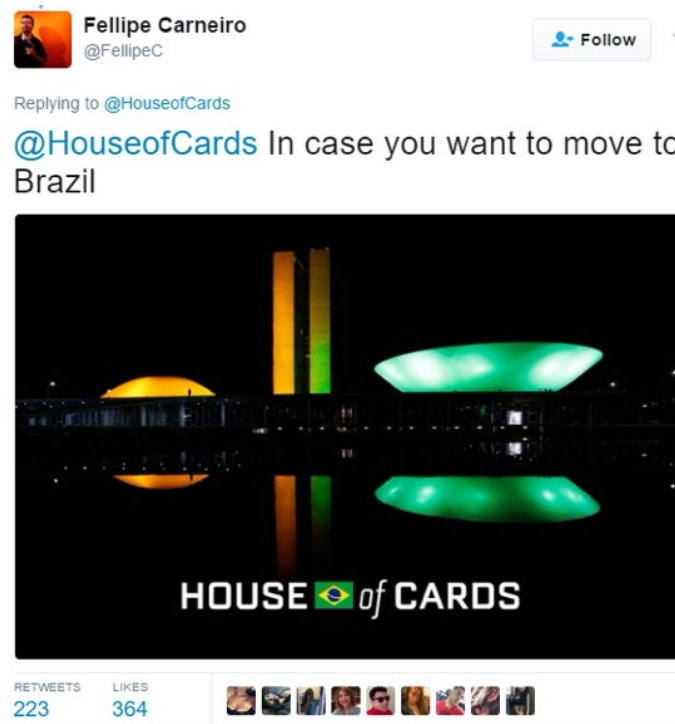 Fellipe Carneiro
@FellipeC
Follow
Replying to @HouseofCards
@HouseofCards In case you want to move to
Brazil
HOUSE of CARDS
RETWEETS
LIKES
223
364